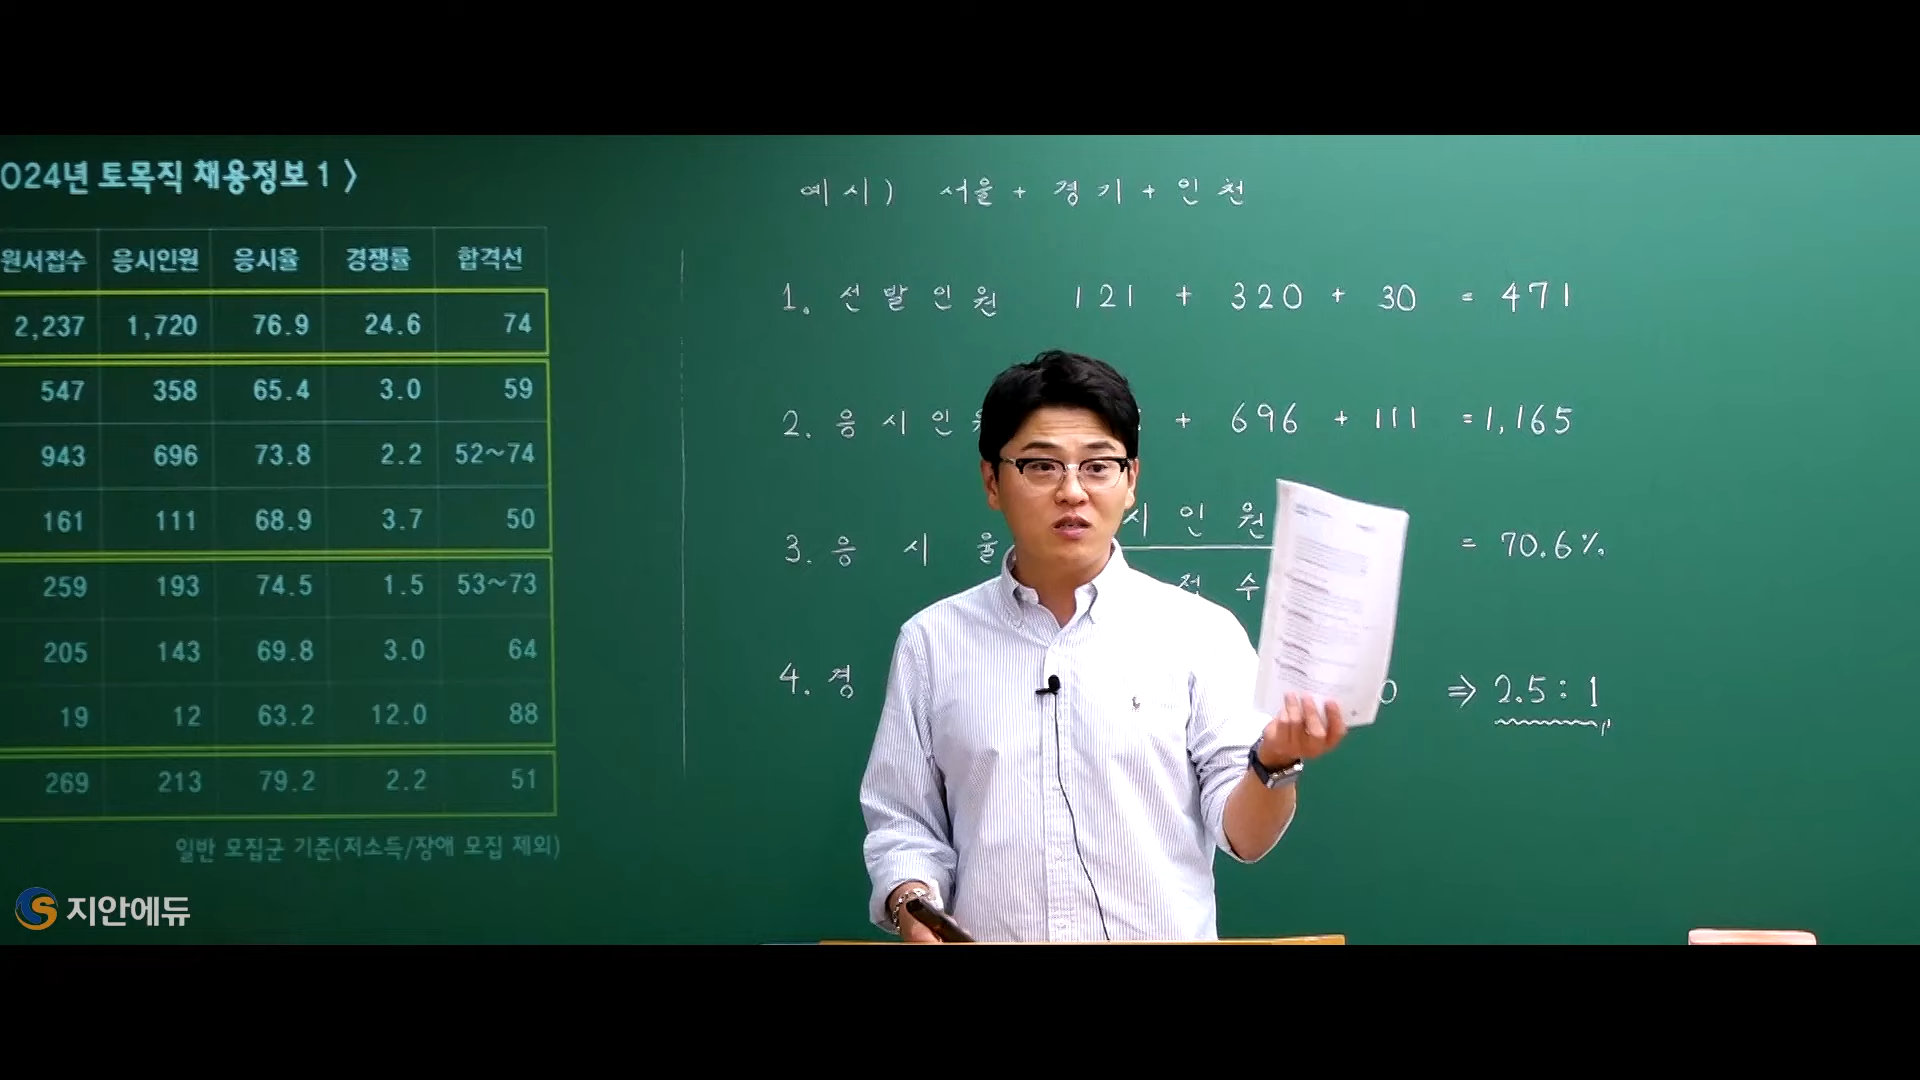 024년 토목직 채용정보 1 〉
원서접수 응시인원 응시율 경쟁률 합격선
2,237 1,720 76.9 24.6 74
547 358 65.4 3.0 59
943 696 73.8 2.2 52~74
161 111 68.9 3.7 50
259 193 74.5 1.5 53~73
205 143 69.8 3.0 64
19 12 63.2 12.0 88
269 213 79.2 2.2 51
일반 모집군 기준(저소득/장애 모집 제외)
지안에듀
예시) 서울 + 경기 + 인천
1. 선발인원 121 + 320 + 30 = 471
2. 응시인 + 696 + 111 = 1,165
3. 응시율 시인원 = 70.6%
수
4. 경 0 ⇒ 2.5 : 1